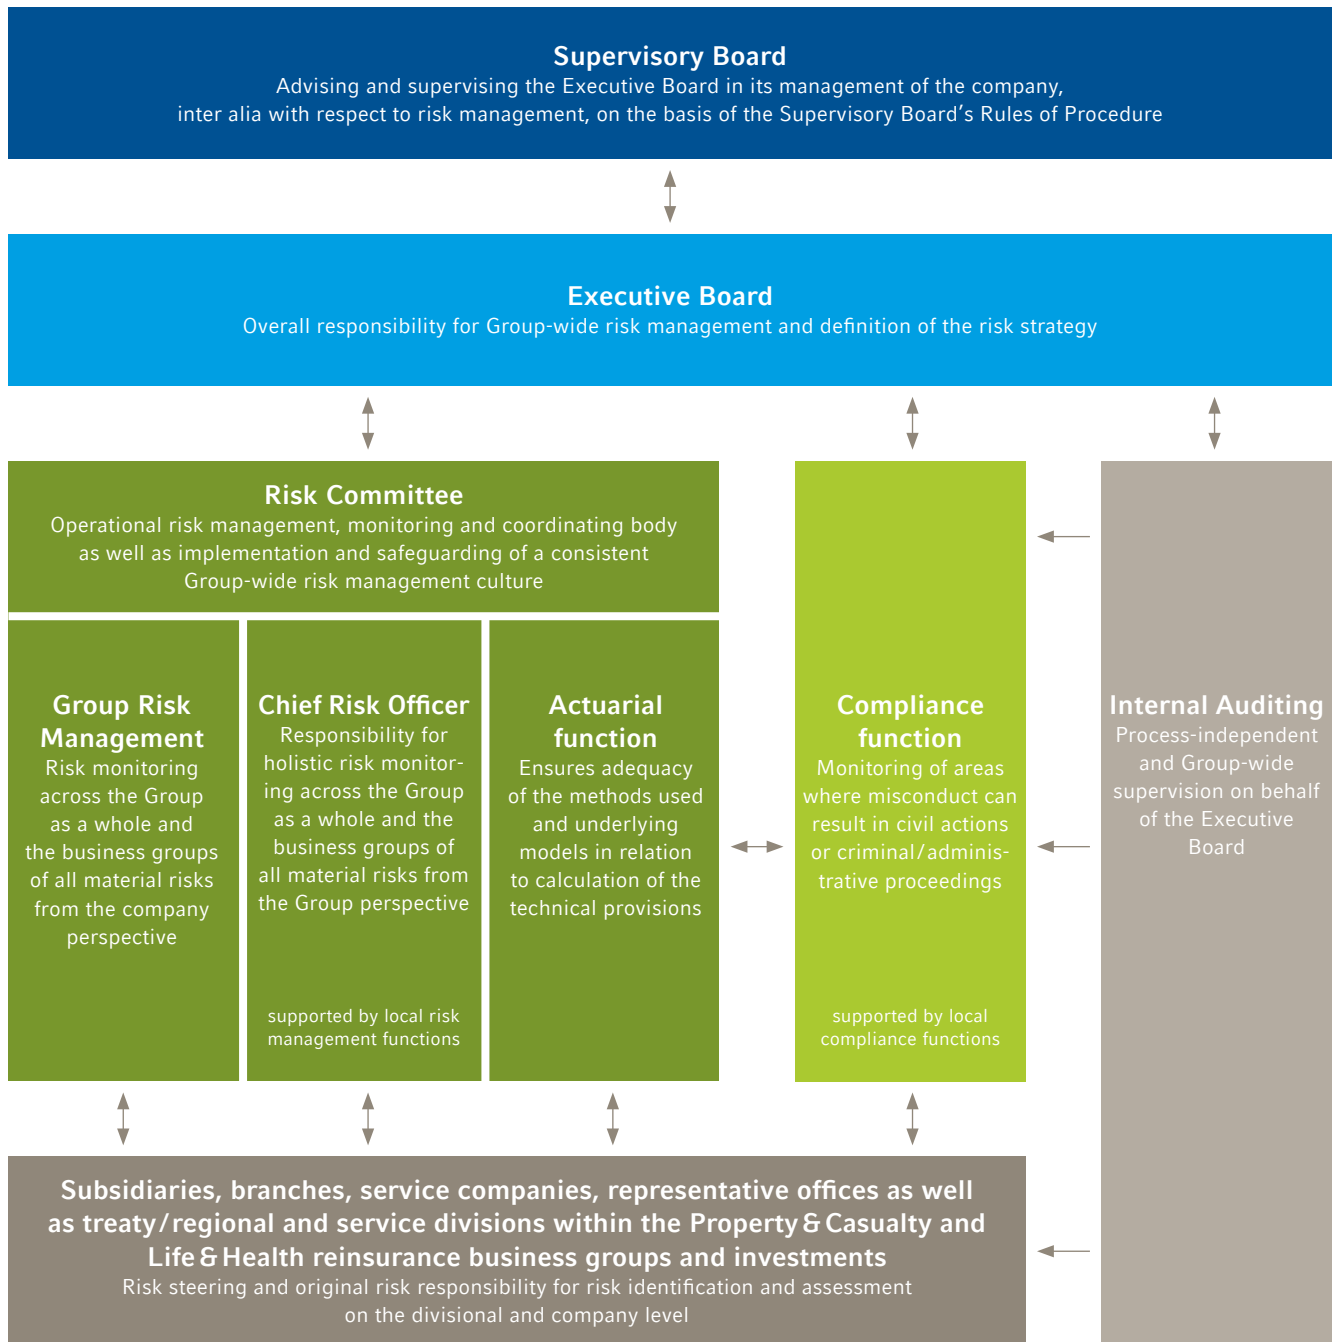 Supervisory Board
Advising and supervising the Executive Board in its management of the company,
inter alia with respect to risk management, on the basis of the Supervisory Board’s Rules of Procedure
Executive Board
Overall responsibility for Group-wide risk management and definition of the risk strategy
Risk Committee
Operational risk management, monitoring and coordinating body
as well as implementation and safeguarding of a consistent
Group-wide risk management culture
Group Risk
Management
Risk monitoring
across the Group
as a whole and
the business groups
of all material risks
from the company
perspective
Chief Risk Officer
Responsibility for
holistic risk monitor-
ing across the Group
as a whole and the
business groups of
all material risks from
the Group perspective
supported by local risk
management functions
Actuarial
function
Ensures adequacy
of the methods used
and underlying
models in relation
to calculation of the
technical provisions
Compliance
function
Monitoring of areas
where misconduct can
result in civil actions
or criminal/adminis-
trative proceedings
supported by local
compliance functions
Internal Auditing
Process-independent
and Group-wide
supervision on behalf
of the Executive
Board
Subsidiaries, branches, service companies, representative offices as well
as treaty/regional and service divisions within the Property & Casualty and
Life & Health reinsurance business groups and investments
Risk steering and original risk responsibility for risk identification and assessment
on the divisional and company level